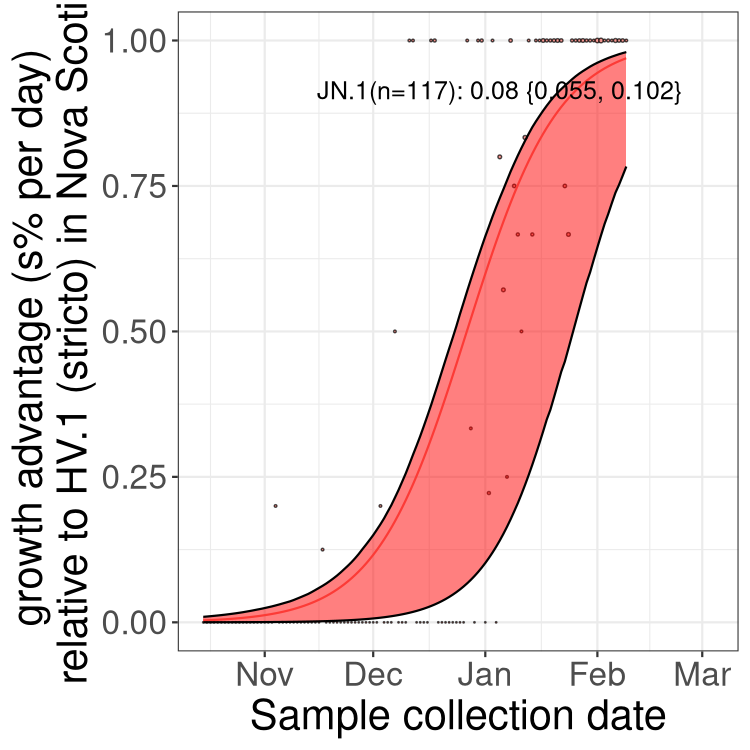 growth advantage (s% per day)
relative to HV.1 (stricto) in Nova Scoti
1.00
0.75
0.50
0.25
0.00
JN.1(n=117): 0.08 {0.055, 0.102}
Nov Dec Jan Feb Mar
Sample collection date